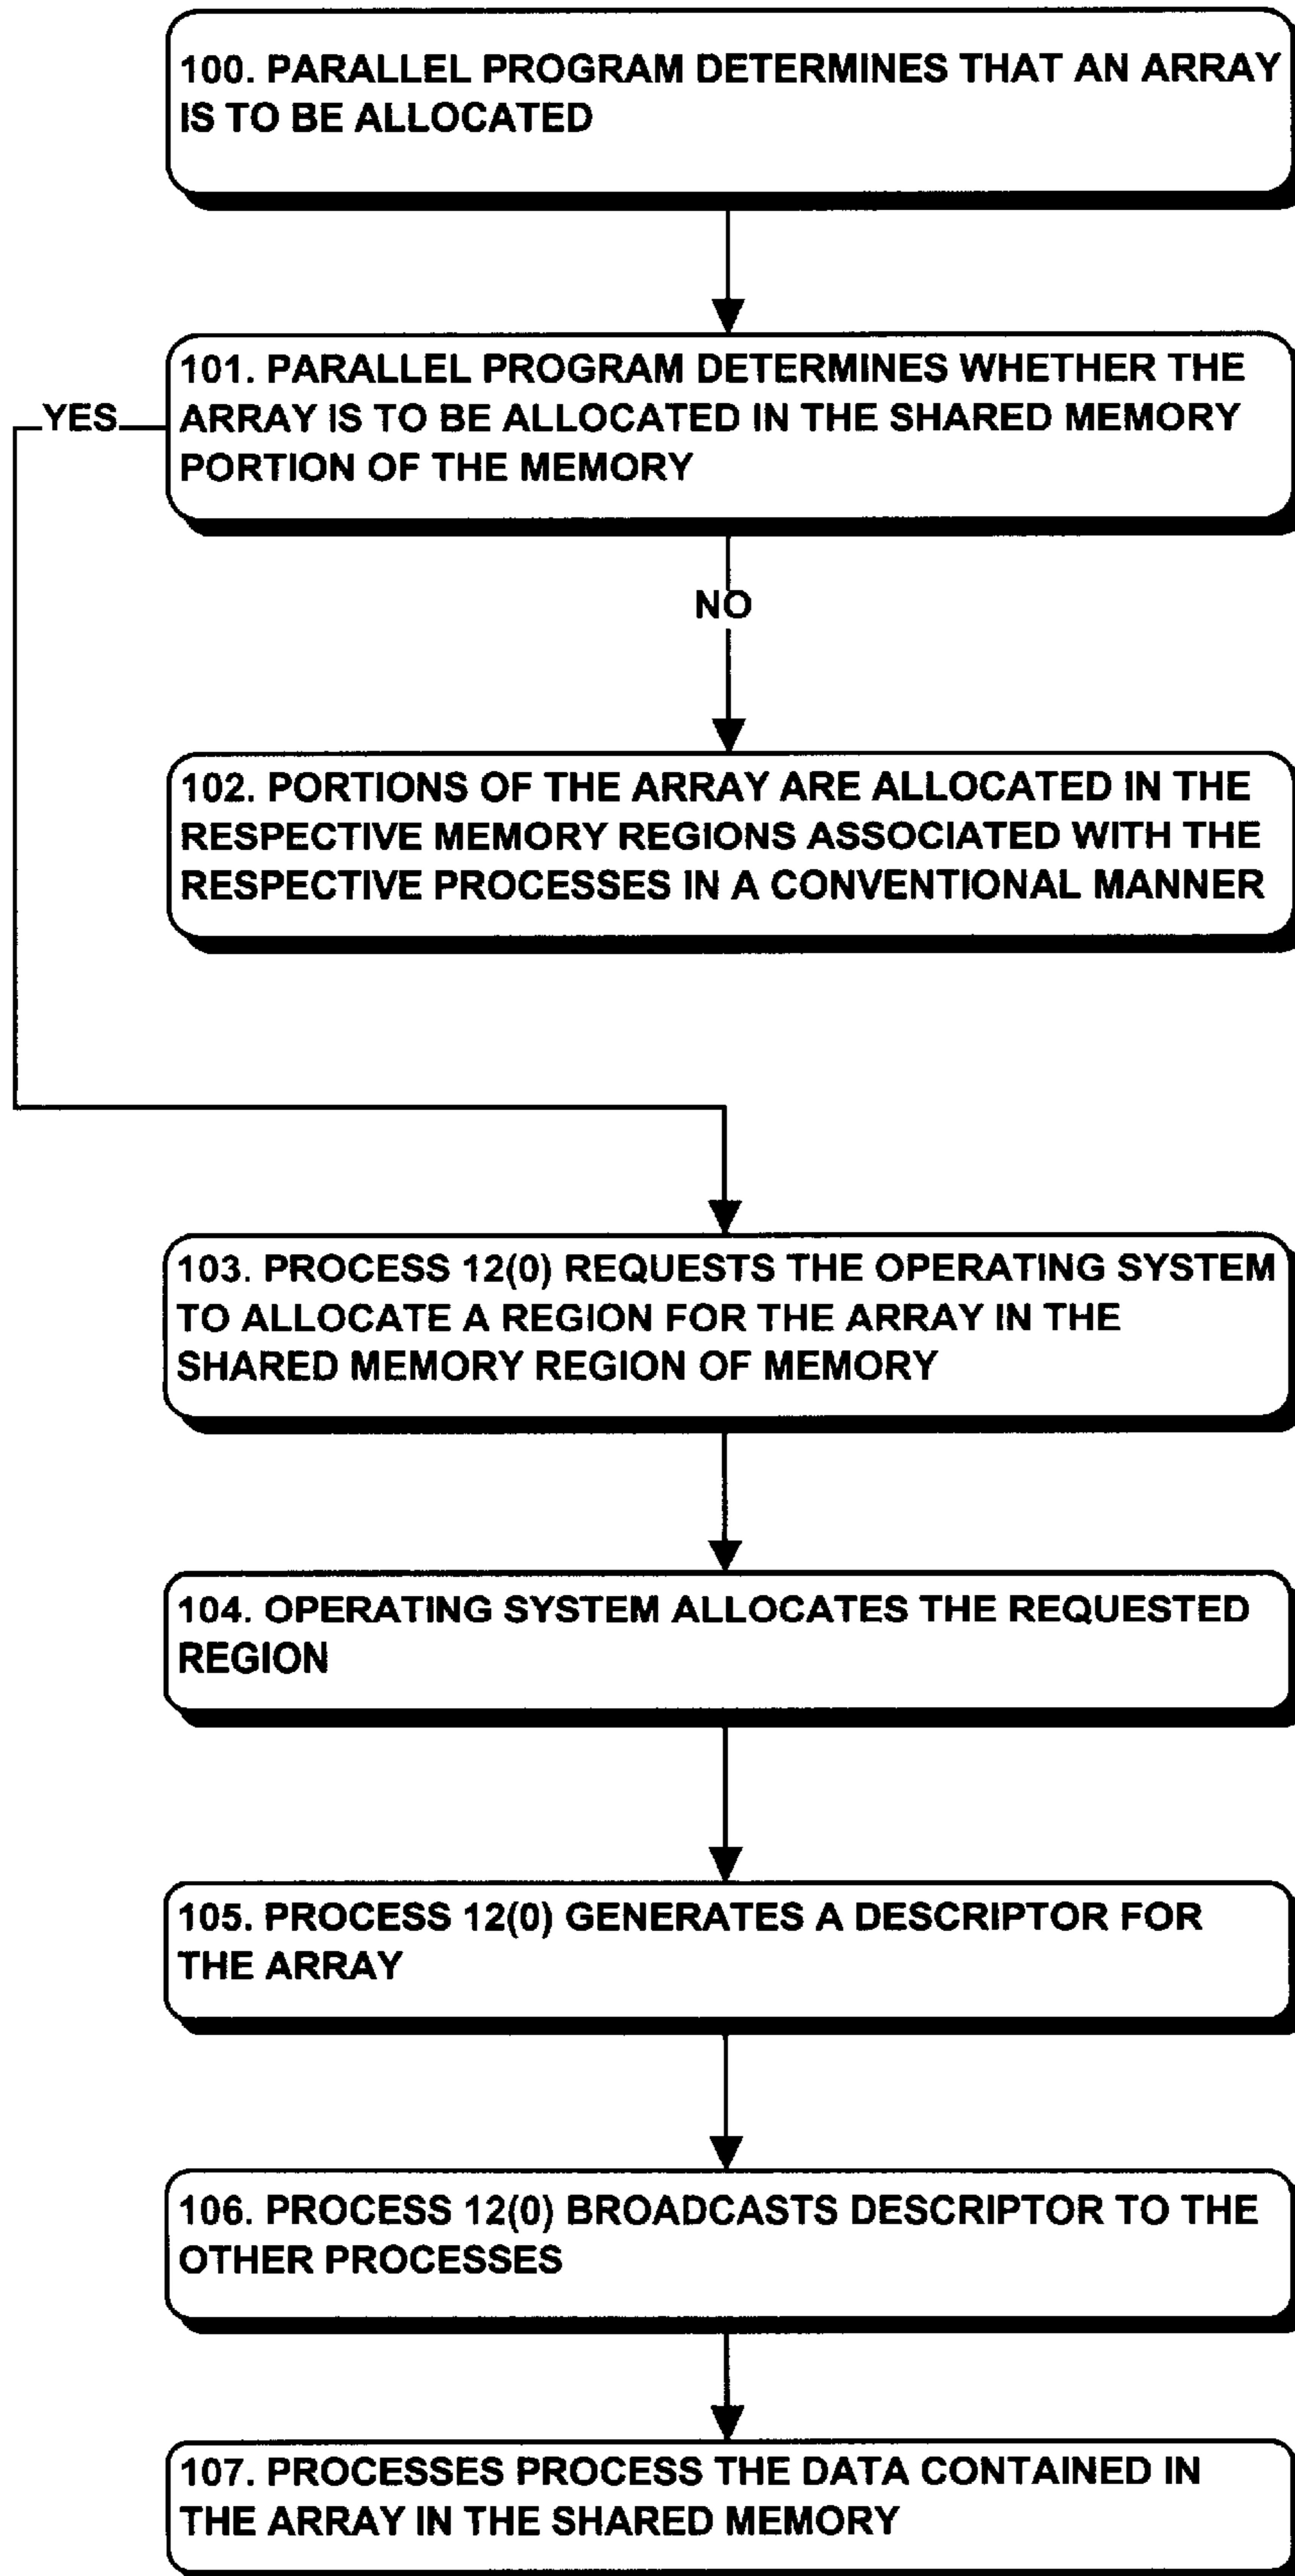 100. PARALLEL PROGRAM DETERMINES THAT AN ARRAY
IS TO BE ALLOCATED
101. PARALLEL PROGRAM DETERMINES WHETHER THE
ARRAY IS TO BE ALLOCATED IN THE SHARED MEMORY
PORTION OF THE MEMORY
YES
NO
102. PORTIONS OF THE ARRAY ARE ALLOCATED IN THE
RESPECTIVE MEMORY REGIONS ASSOCIATED WITH THE
RESPECTIVE PROCESSES IN A CONVENTIONAL MANNER
103. PROCESS 12(0) REQUESTS THE OPERATING SYSTEM
TO ALLOCATE A REGION FOR THE ARRAY IN THE
SHARED MEMORY REGION OF MEMORY
104. OPERATING SYSTEM ALLOCATES THE REQUESTED
REGION
105. PROCESS 12(0) GENERATES A DESCRIPTOR FOR
THE ARRAY
106. PROCESS 12(0) BROADCASTS DESCRIPTOR TO THE
OTHER PROCESSES
107. PROCESSES PROCESS THE DATA CONTAINED IN
THE ARRAY IN THE SHARED MEMORY